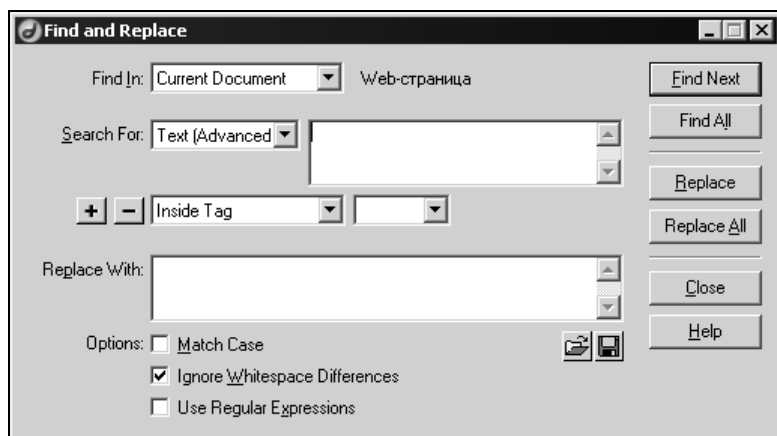 Find and Replace
Find In: Current Document Web-страница Find Next
Find All
Search For: Text (Advanced
Replace
Inside Tag
Replace All
Replace With:
Close
Help
Options: Match Case
Ignore Whitespace Differences
Use Regular Expressions